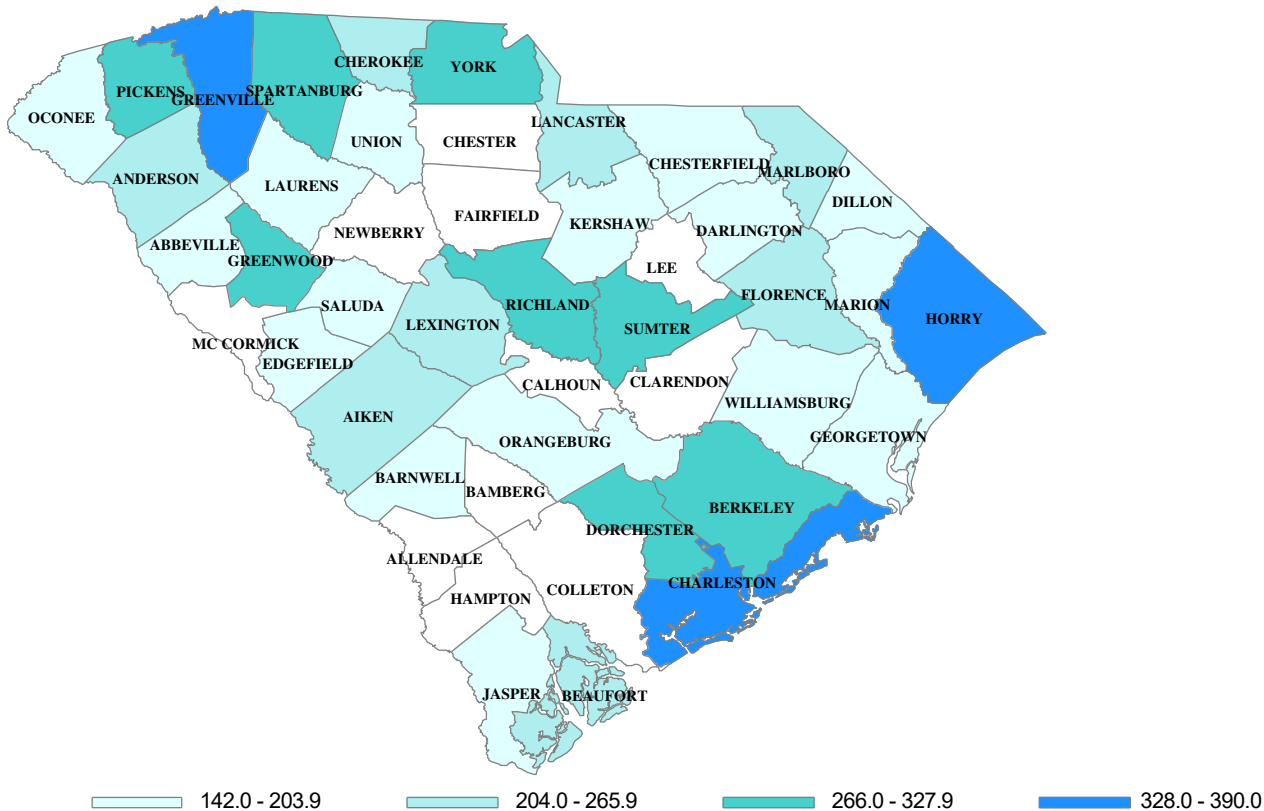 CHEROKEE
YORK
PICKENS
SPARTANBURG
GREENVILLE
OCONEE
LANCASTER
UNION
CHESTER
CHESTERFIELD
MARLBORO
ANDERSON
LAURENS
DILLON
FAIRFIELD
KERSHAW
NEWBERRY
DARLINGTON
ABBEVILLE
GREENWOOD
LEE
FLORENCE
SALUDA
RICHLAND
MARION
HORRY
LEXINGTON
SUMTER
MC CORMICK
EDGEFIELD
CALHOUN
CLARENDON
WILLIAMSBURG
AIKEN
GEORGETOWN
ORANGEBURG
BARNWELL
BAMBERG
BERKELEY
DORCHESTER
ALLENDALE
CHARLESTON
COLLETON
HAMPTON
JASPER
BEAUFORT
142.0 - 203.9
204.0 - 265.9
266.0 - 327.9
328.0 - 390.0